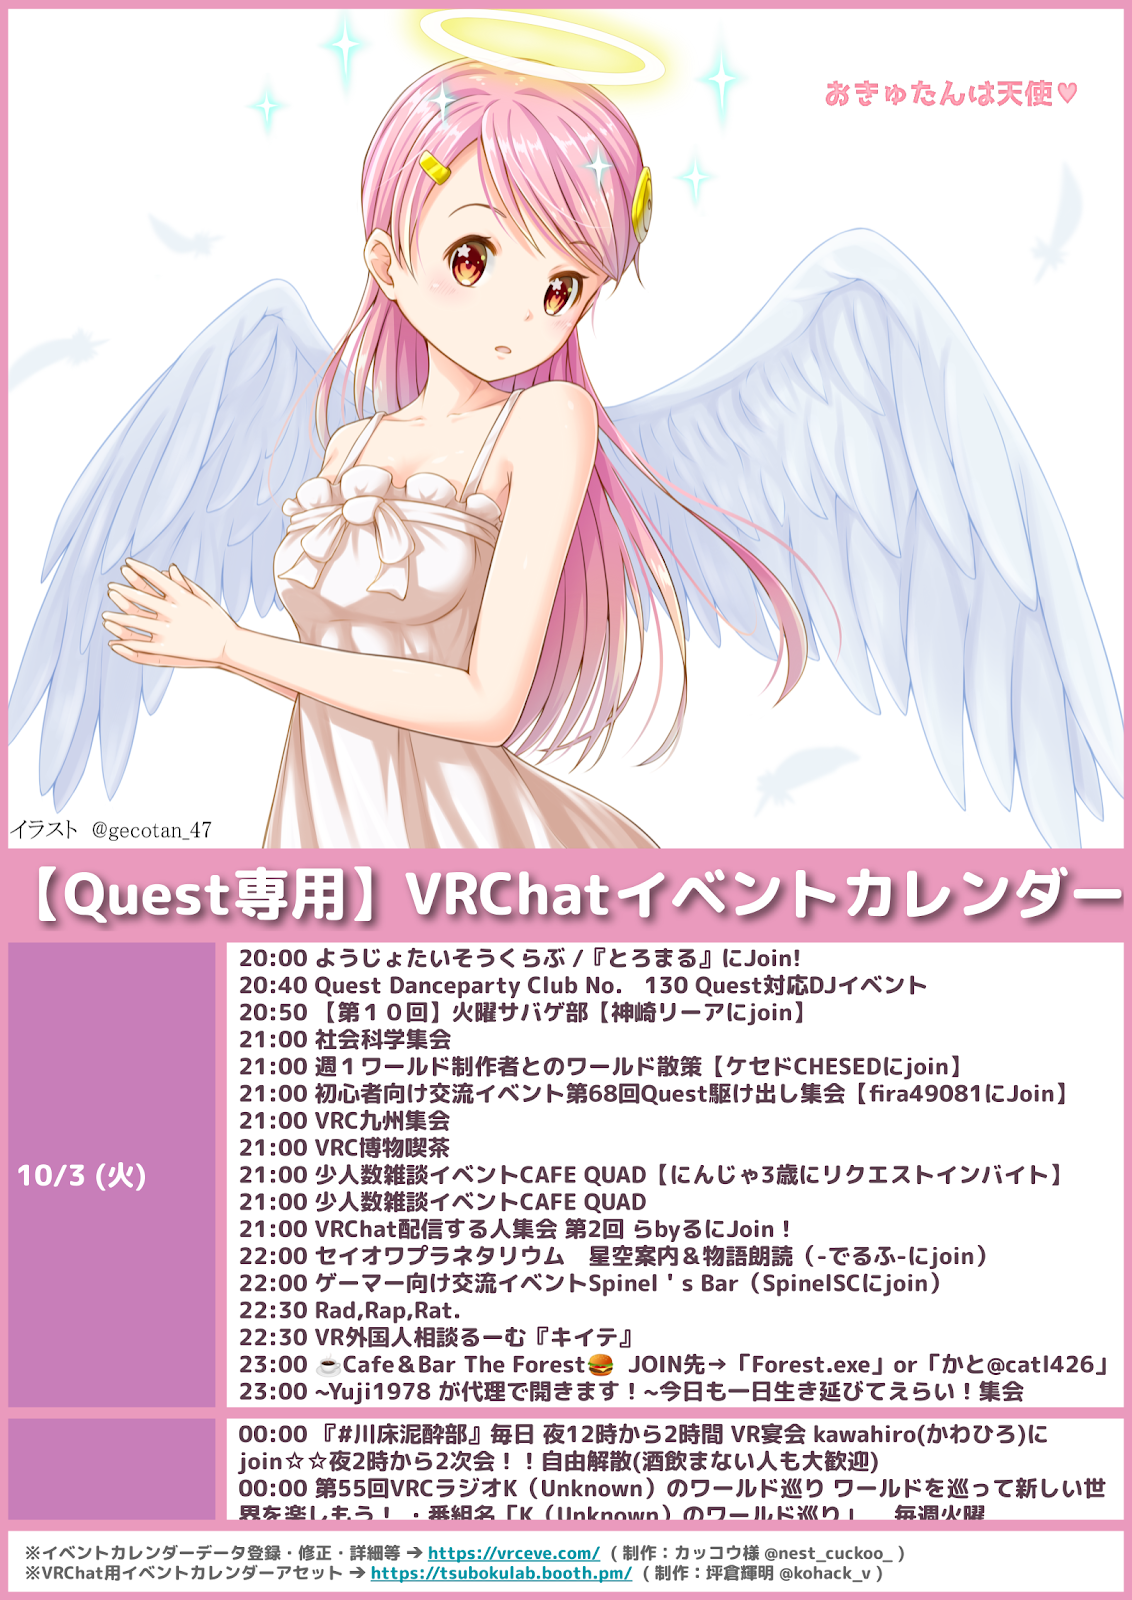 おきゅたんは天使♥
イラスト @gecotan_47
【Quest専用】VRChatイベントカレンダー
10/3 (火)
20:00 ようじょたいそうくらぶ /『とろまる』にJoin!
20:40 Quest Danceparty Club No.　130 Quest対応DJイベント
20:50 【第１０回】火曜サバゲ部【神崎リーアにjoin】
21:00 社会科学集会
21:00 週１ワールド制作者とのワールド散策【ケセドCHESEDにjoin】
21:00 初心者向け交流イベント第68回Quest駆け出し集会【fira49081にJoin】
21:00 VRC九州集会
21:00 VRC博物喫茶
21:00 少人数雑談イベントCAFE QUAD【にんじゃ3歳にリクエストインバイト】
21:00 少人数雑談イベントCAFE QUAD
21:00 VRChat配信する人集会 第2回 らbyるにJoin！
22:00 セイオワプラネタリウム　星空案内＆物語朗読（-でるふ-にjoin）
22:00 ゲーマー向け交流イベントSpinel＇s Bar（SpinelSCにjoin）
22:30 Rad,Rap,Rat.
22:30 VR外国人相談るーむ『キイテ』
23:00 ☕Cafe＆Bar The Forest🍔 JOIN先→「Forest.exe」or「かと@catl426」
23:00 ~Yuji1978 が代理で開きます！~今日も一日生き延びてえらい！集会
00:00 『#川床泥酔部』毎日 夜12時から2時間 VR宴会 kawahiro(かわひろ)に
join☆☆夜2時から2次会！！自由解散(酒飲まない人も大歓迎)
00:00 第55回VRCラジオK（Unknown）のワールド巡り ワールドを巡って新しい世
界を楽しもう！ ・番組名「K（Unknown）のワールド巡り」　毎週火曜
※イベントカレンダーデータ登録・修正・詳細等 ➔ https://vrceve.com/ ( 制作：カッコウ様 @nest_cuckoo_ )
※VRChat用イベントカレンダーアセット ➔ https://tsubokulab.booth.pm/ ( 制作：坪倉輝明 @kohack_v )